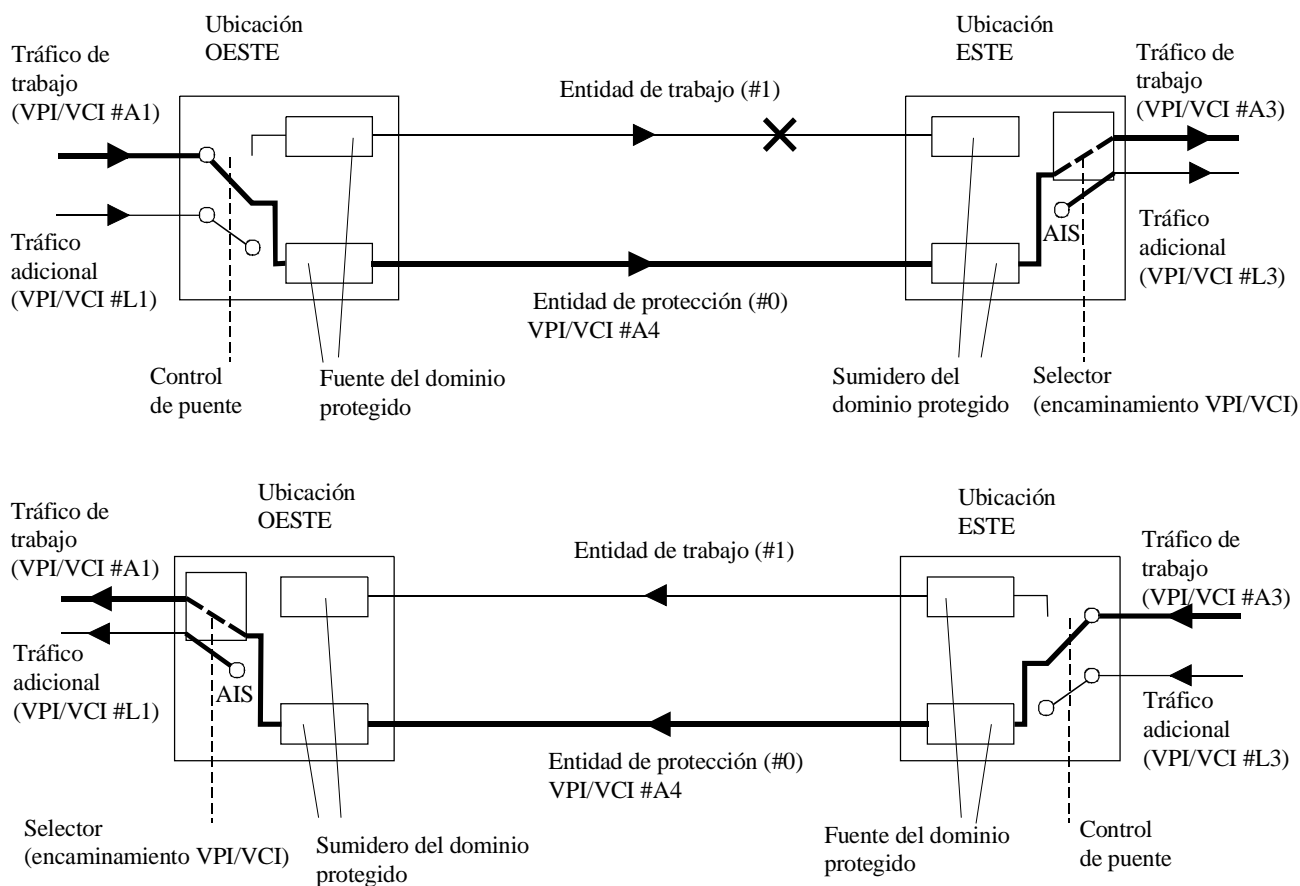 Ubicación
OESTE
Ubicación
ESTE
Tráfico de
trabajo
(VPI/VCI #A1)
Entidad de trabajo (#1)
Tráfico de
trabajo
(VPI/VCI #A3)
Tráfico
adicional
(VPI/VCI #L1)
AIS
Tráfico
adicional
(VPI/VCI #L3)
Entidad de protección (#0)
VPI/VCI #A4
Control
de puente
Fuente del dominio
protegido
Sumidero del
dominio protegido
Selector
(encaminamiento VPI/VCI)
Ubicación
OESTE
Ubicación
ESTE
Tráfico de
trabajo
(VPI/VCI #A1)
Entidad de trabajo (#1)
Tráfico de
trabajo
(VPI/VCI #A3)
Tráfico
adicional
(VPI/VCI #L1)
AIS
Tráfico
adicional
(VPI/VCI #L3)
Entidad de protección (#0)
VPI/VCI #A4
Selector
(encaminamiento VPI/VCI)
Sumidero del dominio
protegido
Fuente del dominio
protegido
Control
de puente